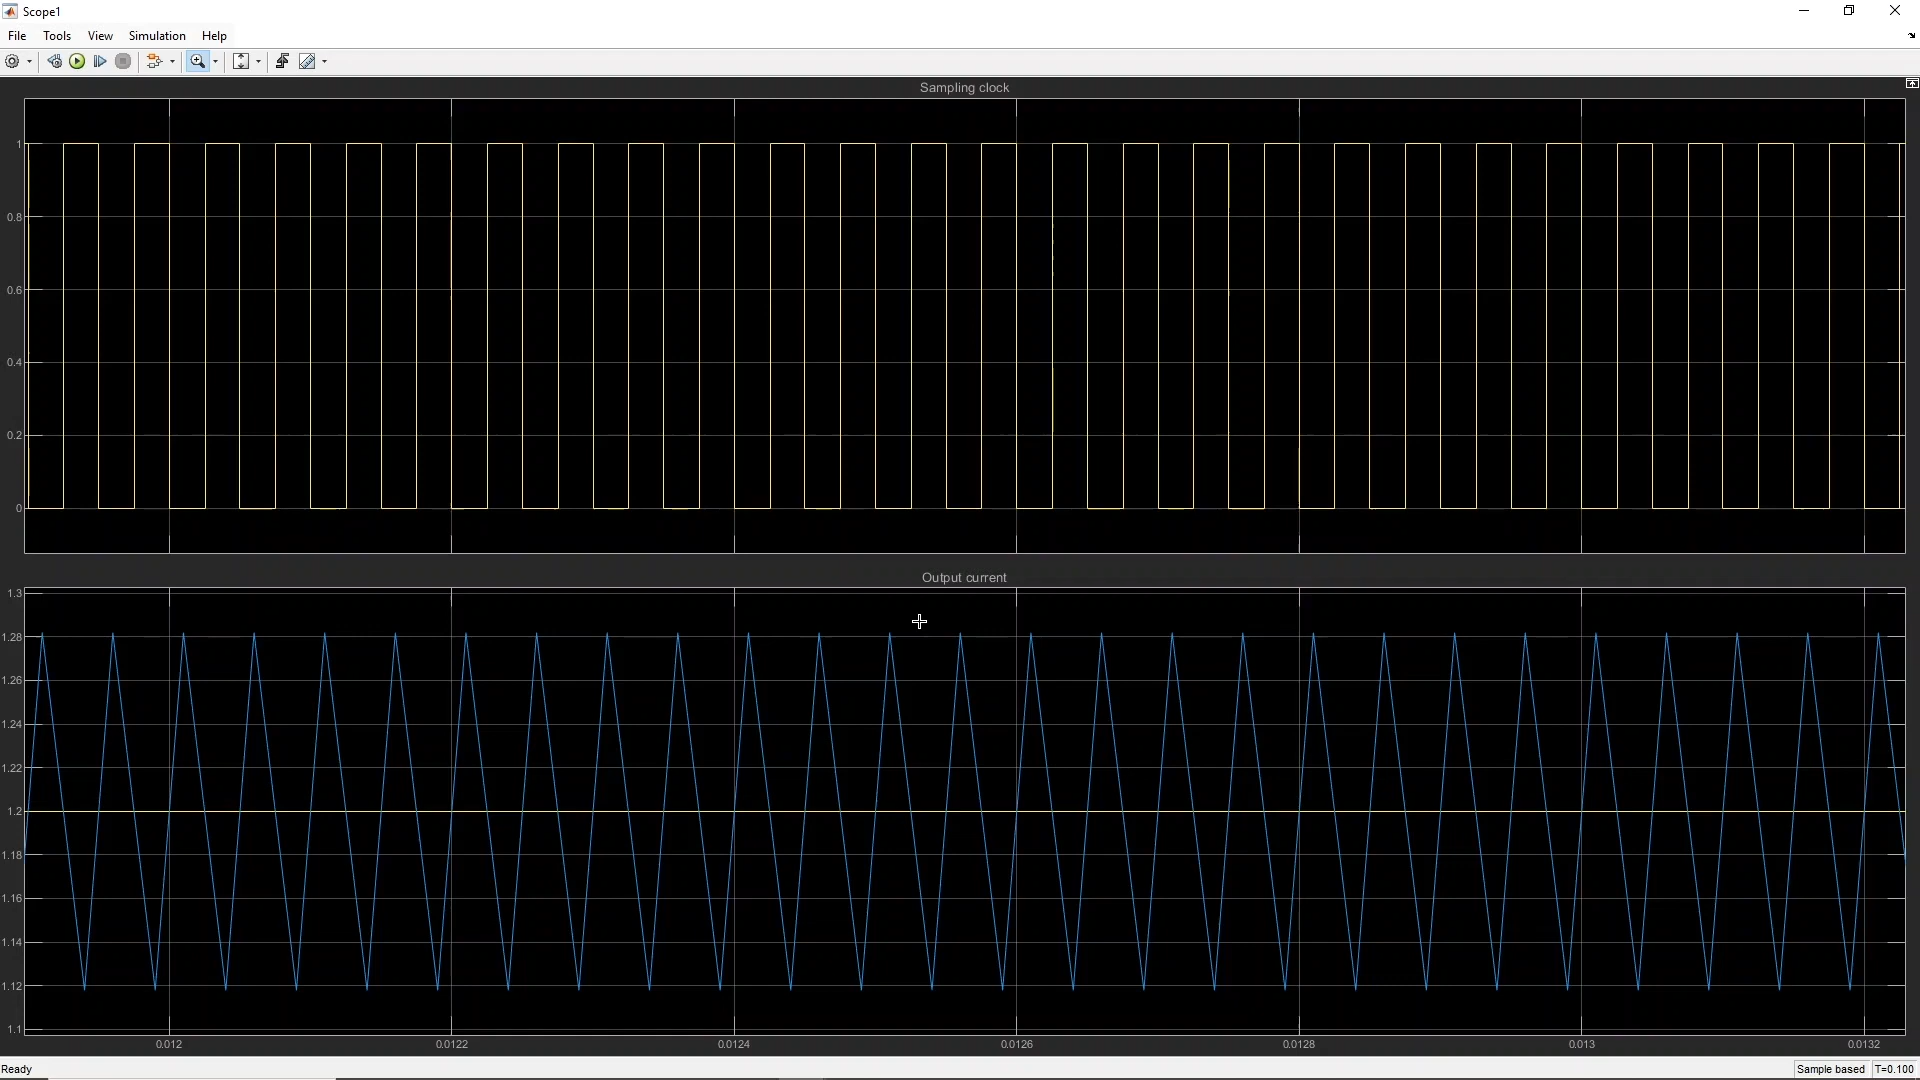 Scope1
File Tools View Simulation Help
Sampling clock
1
0.8
0.6
0.4
0.2
0
Output current
1.3
1.28
1.26
1.24
1.22
1.2
1.18
1.16
1.14
1.12
1.1
0.012 0.0122 0.0124 0.0126 0.0128 0.013 0.0132
Ready Sample based T=0.100